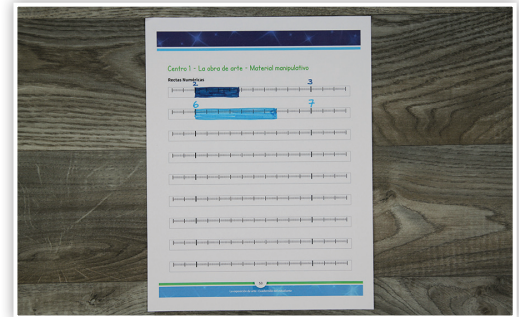 Centro 1 - La obra de arte - Material manipulativo
Rectas Numéricas
2 3
6 7